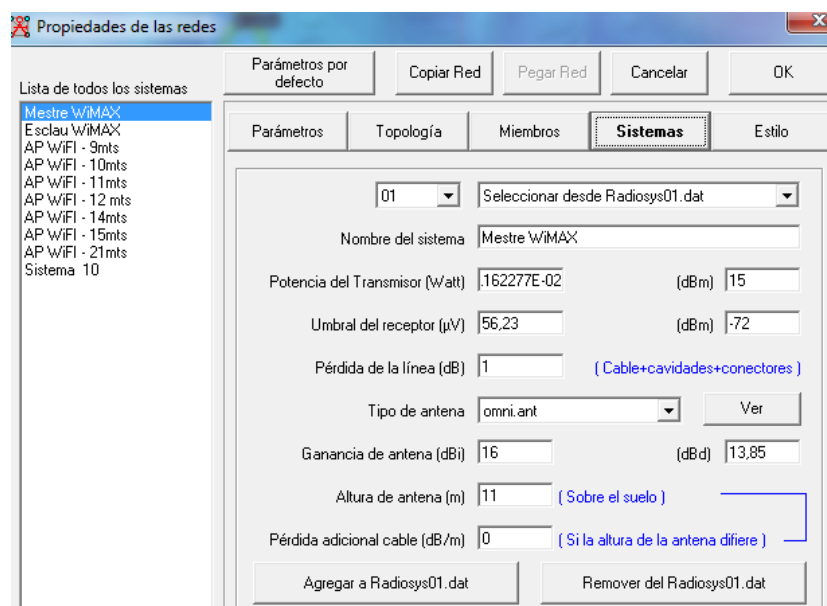 Propiedades de las redes
x
Parámetros por defecto
Copiar Red
Pegar Red
Cancelar
OK
Lista de todos los sistemas
Mestre WiMAX
Esclau WiMAX
AP WiFI - 9mts
AP WiFI - 10mts
AP WiFI - 11mts
AP WiFI - 12 mts
AP WiFI - 14mts
AP WiFI - 15mts
AP WiFI - 21mts
Sistema 10
Parámetros
Topología
Miembros
Sistemas
Estilo
01
Seleccionar desde Radiosys01.dat
Nombre del sistema Mestre WiMAX
Potencia del Transmisor (Watt) .162277E-02 (dBm) 15
Umbral del receptor (µV) 56,23 (dBm) -72
Pérdida de la línea (dB) 1 ( Cable+cavidades+conectores )
Tipo de antena omni.ant Ver
Ganancia de antena (dBi) 16 (dBd) 13,85
Altura de antena (m) 11 ( Sobre el suelo )
Pérdida adicional cable (dB/m) 0 ( Si la altura de la antena difiere )
Agregar a Radiosys01.dat
Remover del Radiosys01.dat